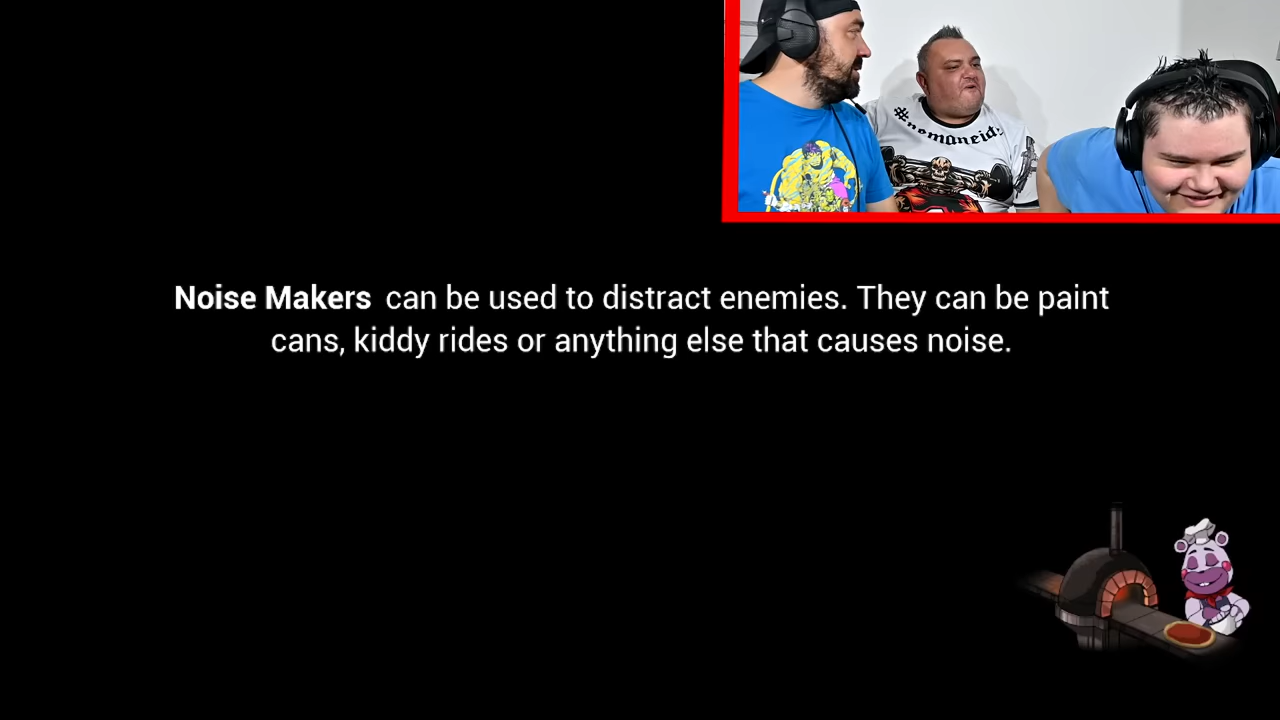 #nomaneidz
Noise Makers can be used to distract enemies. They can be paint
cans, kiddy rides or anything else that causes noise.